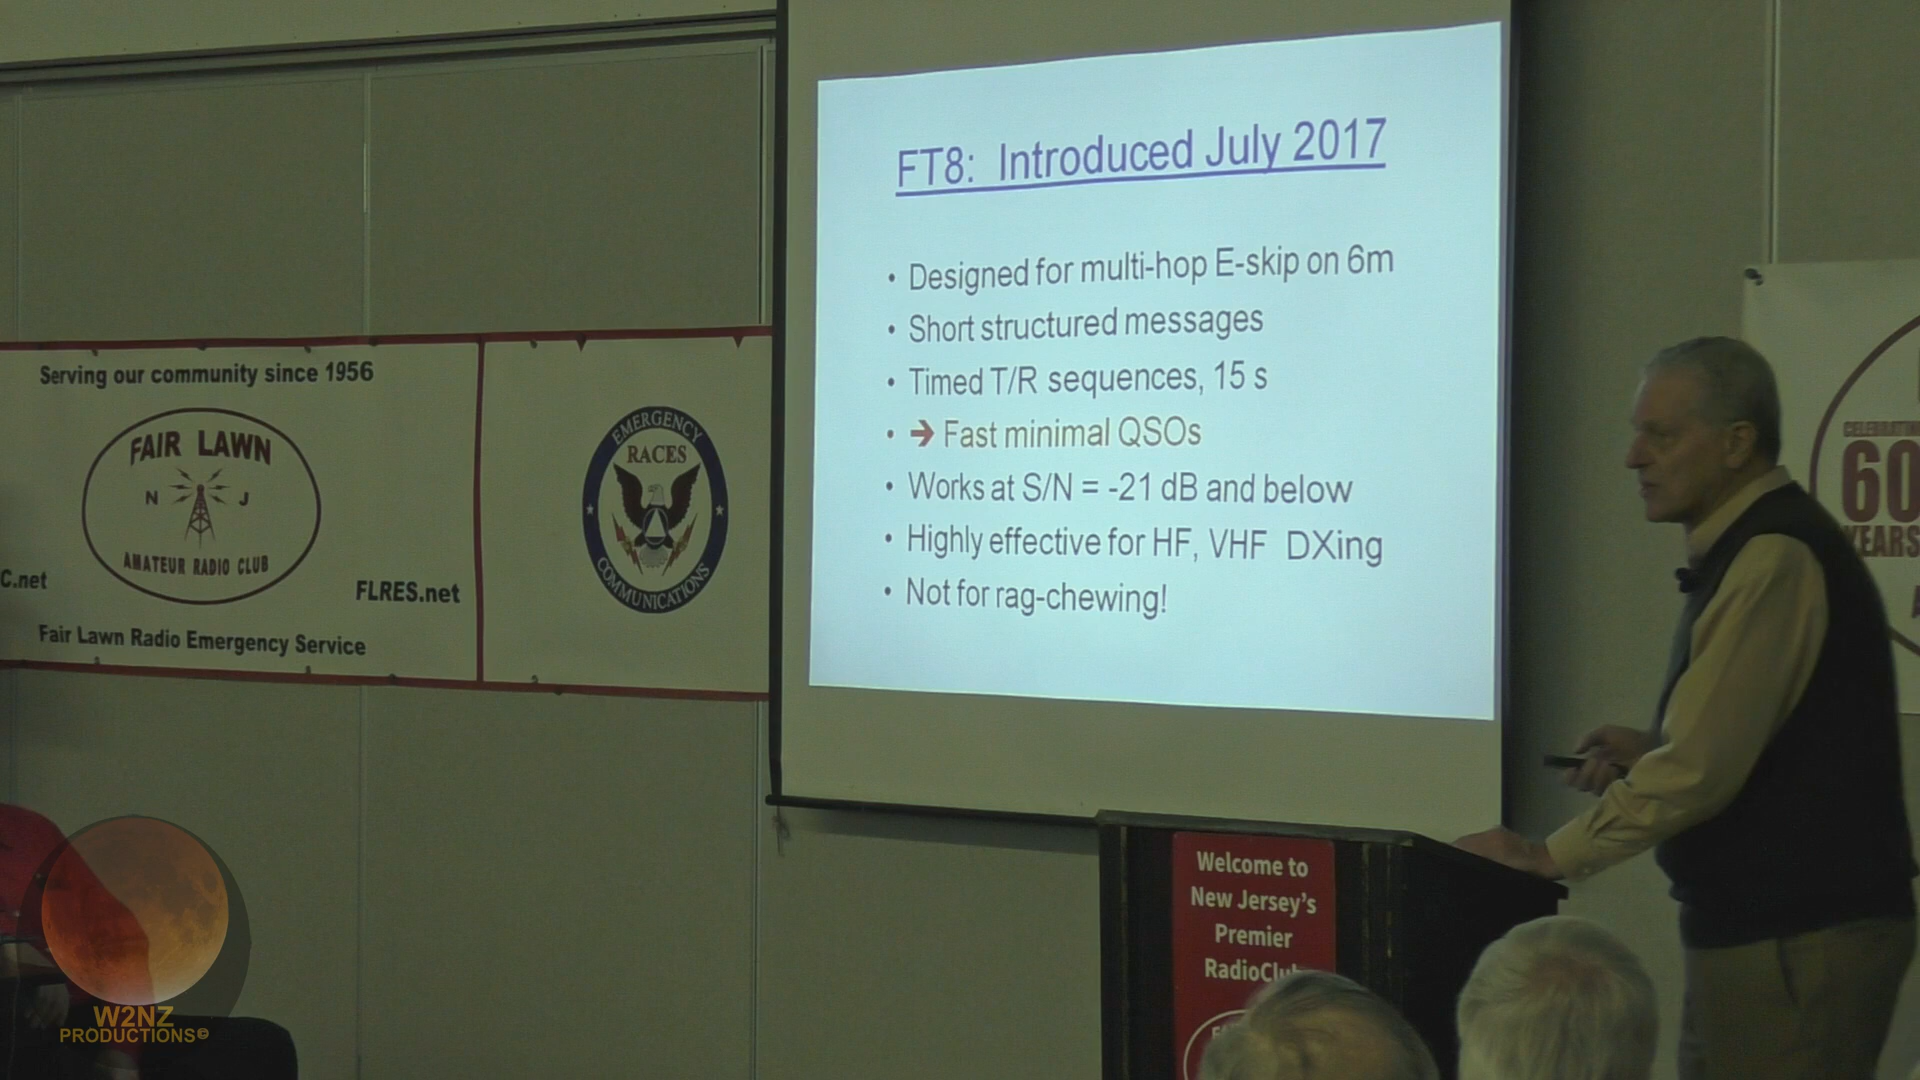 FT8: Introduced July 2017
• Designed for multi-hop E-skip on 6m
• Short structured messages
• Timed T/R sequences, 15 s
• ➔ Fast minimal QSOs
• Works at S/N = -21 dB and below
• Highly effective for HF, VHF DXing
• Not for rag-chewing!
Serving our community since 1956
FAIR LAWN
N J
AMATEUR RADIO CLUB
C.net
FLRES.net
Fair Lawn Radio Emergency Service
EMERGENCY
RACES
COMMUNICATIONS
60
YEARS
Welcome to
New Jersey's
Premier
W2NZ
PRODUCTIONS©